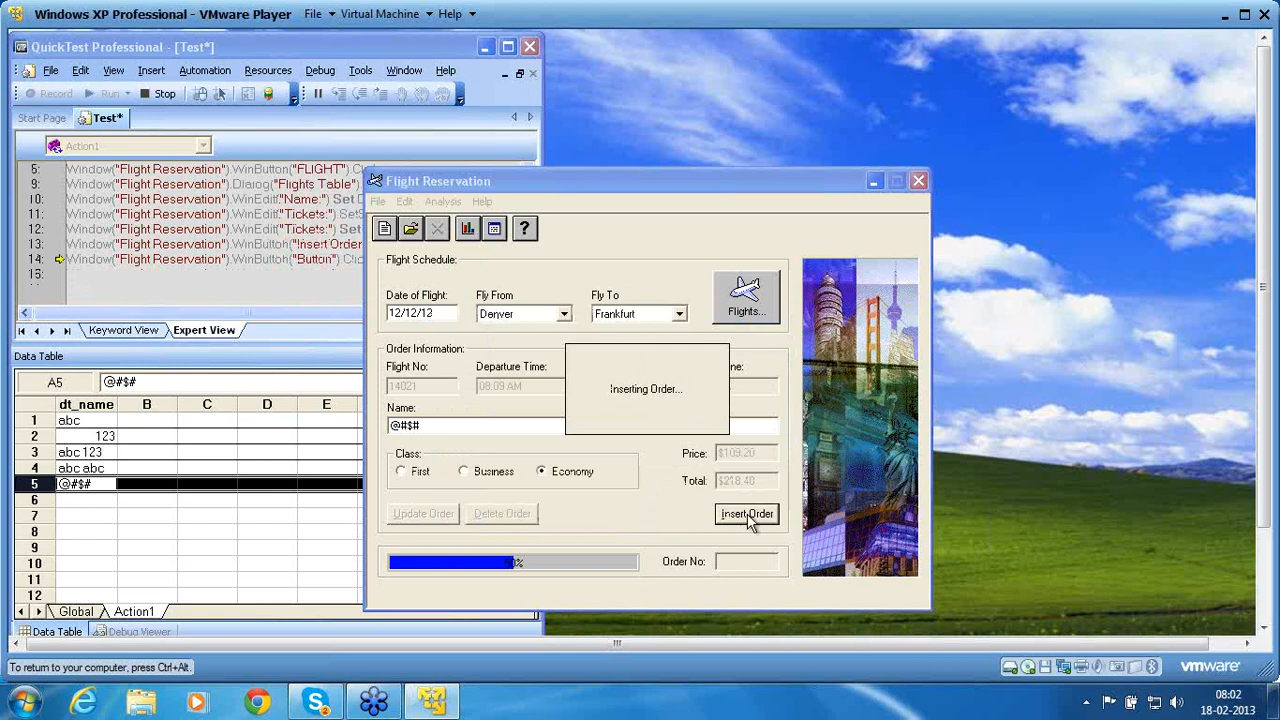 Windows XP Professional - VMware Player File Virtual Machine Help
QuickTest Professional - [Test*]
File Edit View Insert Automation Resources Debug Tools Window Help
Record Run Stop
Start Page Test*
Action1
5: Window("Flight Reservation").WinButton("FLIGHT").Cli
9: Window("Flight Reservation").Dialog("Flights Table")
10: Window("Flight Reservation").WinEdit("Name:").Set D
11: Window("Flight Reservation").WinEdit("Tickets:").SetS
12: Window("Flight Reservation").WinEdit("Tickets:").Set
13: Window("Flight Reservation").WinButton("Insert Order
14: Window("Flight Reservation").WinButton("Button").Clic
15:
Keyword View Expert View
Data Table
A5 @#$#
dt_name B C D E
1 abc
2 123
3 abc 123
4 abc abc
5 @#$#
6
7
8
9
10
11
12
Global Action1
Data Table Debug Viewer
Flight Reservation
File Edit Analysis Help
?
Flight Schedule:
Date of Flight: Fly From Fly To
12/12/12 Denver Frankfurt
Flights...
Order Information:
Flight No: Departure Time:
14021 08:09 AM
Inserting Order...
Name:
@#$#
Class:
First Business Economy
Price: $109.20
Total: $218.40
Update Order Delete Order Insert Order
Order No:
To return to your computer, press Ctrl+Alt.
vmware
08:02
18-02-2013